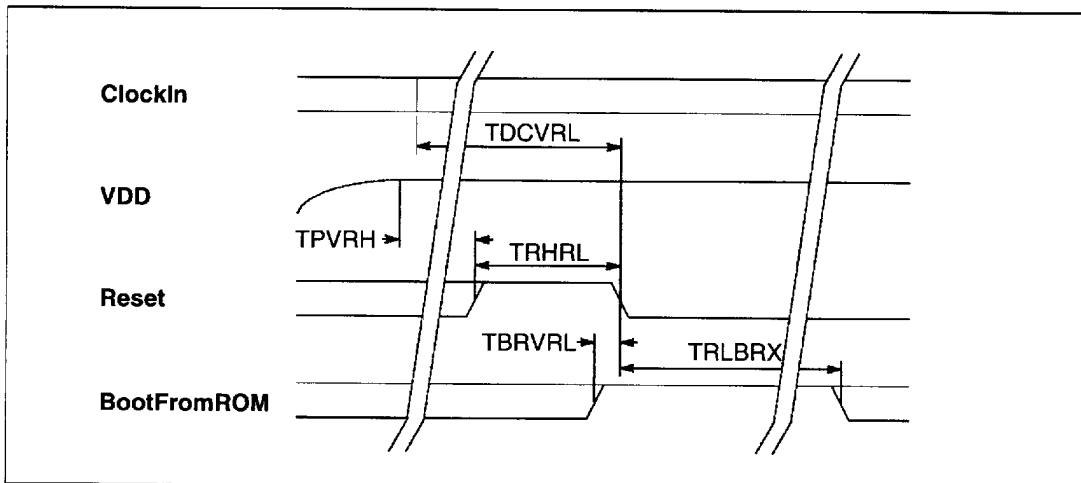 ClockIn
TDCVRL
VDD
TPVRH
TRHRL
Reset
TBRVRL
TRLBRX
BootFromROM